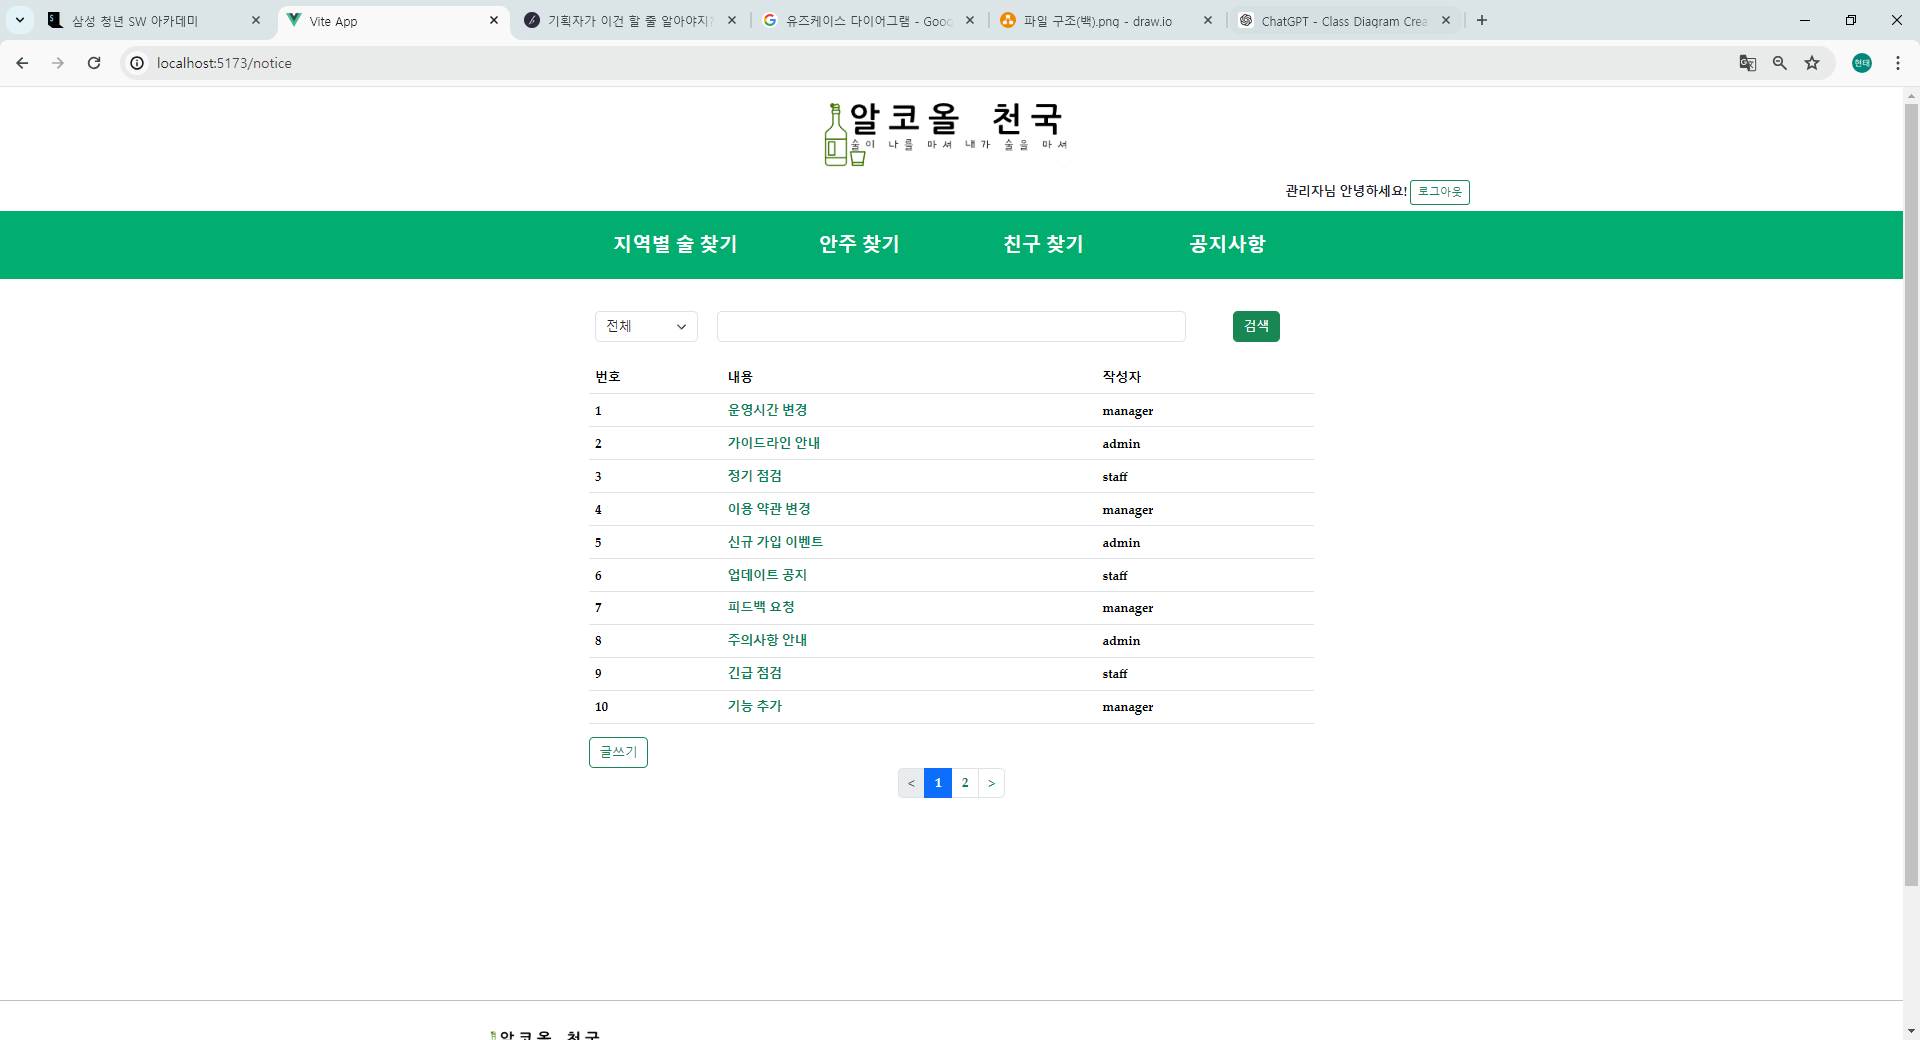 삼성 청년 SW 아카데미
Vite App
기획자가 이건 할 줄 알아야지?
유즈케이스 다이어그램 - Goog
파일 구조(백).png - draw.io
ChatGPT - Class Diagram Crea
localhost:5173/notice
현태
알코올 천국
술이 나를 마셔 내가 술을 마셔
관리자님 안녕하세요! 로그아웃
지역별 술 찾기 안주 찾기 친구 찾기 공지사항
전체 검색
번호 내용 작성자
1 운영시간 변경 manager
2 가이드라인 안내 admin
3 정기 점검 staff
4 이용 약관 변경 manager
5 신규 가입 이벤트 admin
6 업데이트 공지 staff
7 피드백 요청 manager
8 주의사항 안내 admin
9 긴급 점검 staff
10 기능 추가 manager
글쓰기
< 1 2 >
알코올 천국